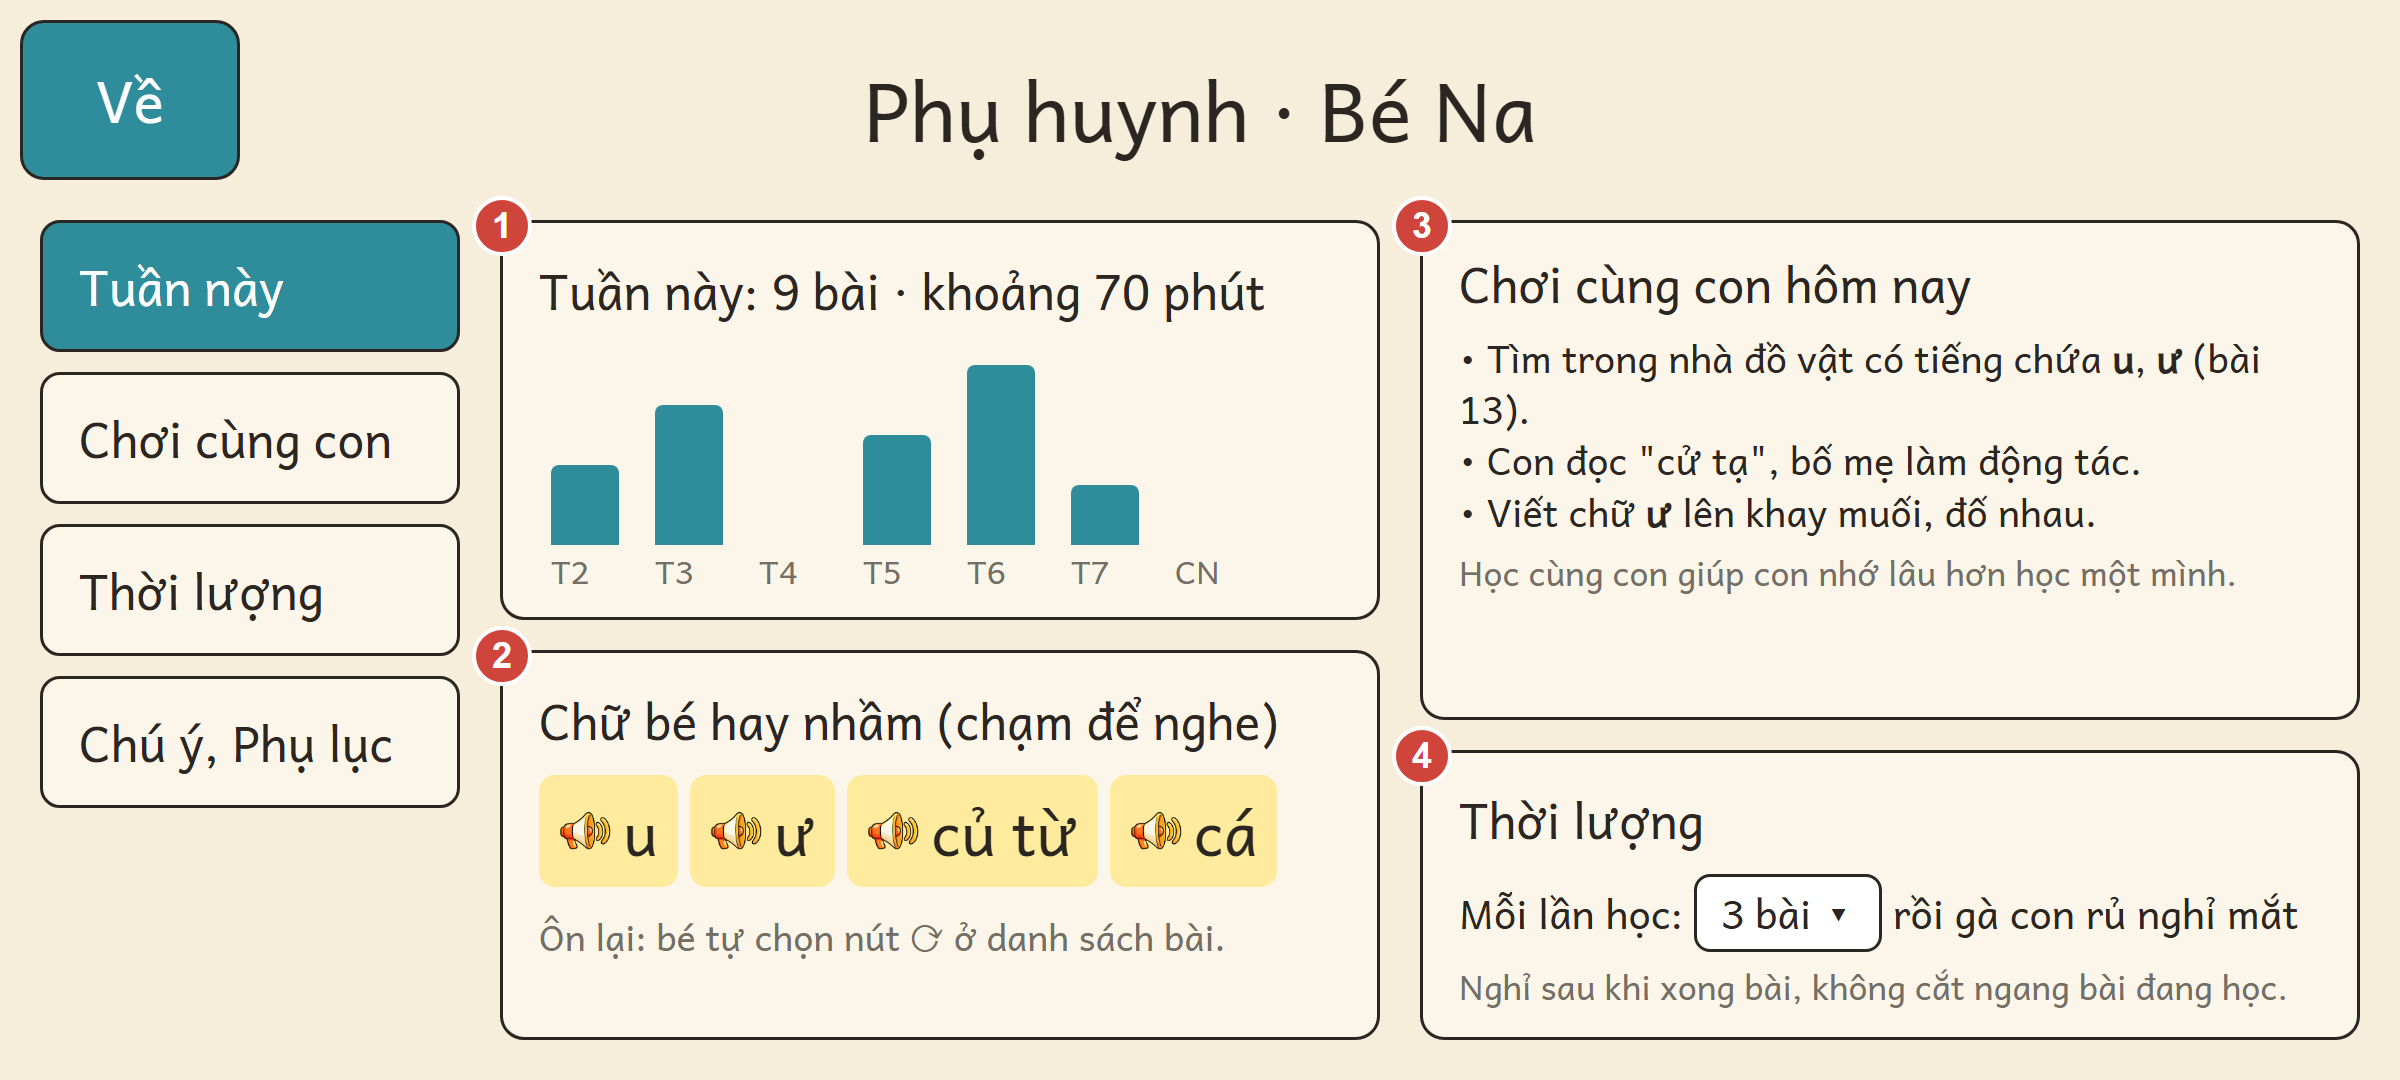 Về
Phụ huynh · Bé Na
Tuần này
Chơi cùng con
Thời lượng
Chú ý, Phụ lục
1
Tuần này: 9 bài · khoảng 70 phút
T2 T3 T4 T5 T6 T7 CN
2
Chữ bé hay nhầm (chạm để nghe)
u ư củ từ cá
Ôn lại: bé tự chọn nút ⟳ ở danh sách bài.
3
Chơi cùng con hôm nay
• Tìm trong nhà đồ vật có tiếng chứa u, ư (bài
13).
• Con đọc "cử tạ", bố mẹ làm động tác.
• Viết chữ ư lên khay muối, đố nhau.
Học cùng con giúp con nhớ lâu hơn học một mình.
4
Thời lượng
Mỗi lần học: 3 bài ▾ rồi gà con rủ nghỉ mắt
Nghỉ sau khi xong bài, không cắt ngang bài đang học.